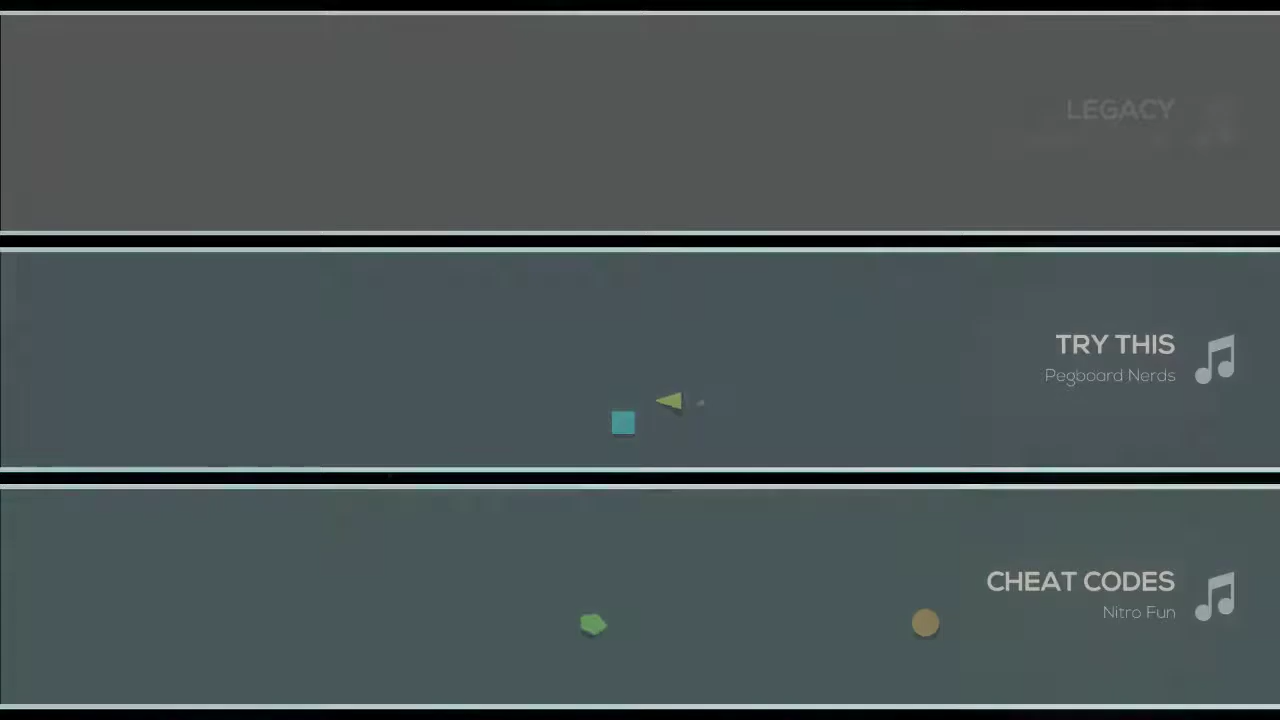 LEGACY
TRY THIS
Pegboard Nerds
CHEAT CODES
Nitro Fun